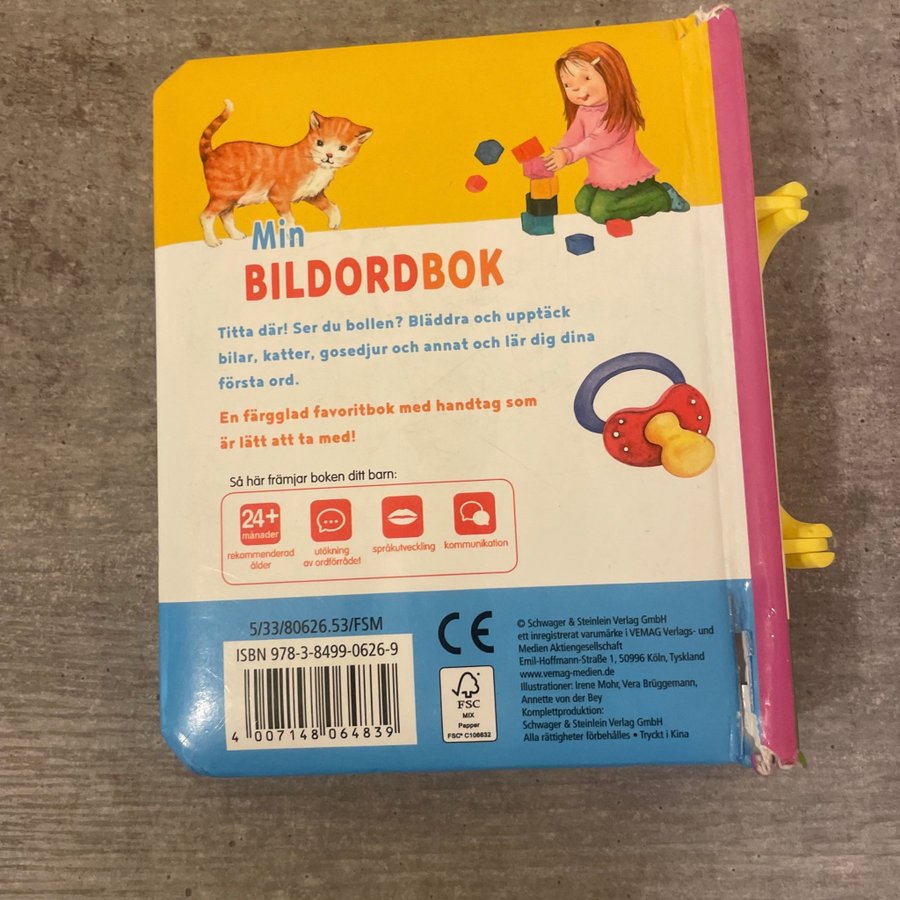 Min
BILDORDBOK
Titta där! Ser du bollen? Bläddra och upptäck
bilar, katter, gosedjur och annat och lär dig dina
första ord.
En färgglad favoritbok med handtag som
är lätt att ta med!
Så här främjar boken ditt barn:
24+
månader
rekommenderad
ålder
utökning
av ordförrådet
språkutveckling
kommunikation
5/33/80626.53/FSM
ISBN 978-3-8499-0626-9
4 007148 064839
CE
FSC
MIX
Papper
FSC® C106632
© Schwager & Steinlein Verlag GmbH
ett inregistrerat varumärke i VEMAG Verlags- und
Medien Aktiengesellschaft
Emil-Hoffmann-Straße 1, 50996 Köln, Tyskland
www.vemag-medien.de
Illustrationer: Irene Mohr, Vera Brüggemann,
Annette von der Bey
Komplettproduktion:
Schwager & Steinlein Verlag GmbH
Alla rättigheter förbehålles • Tryckt i Kina